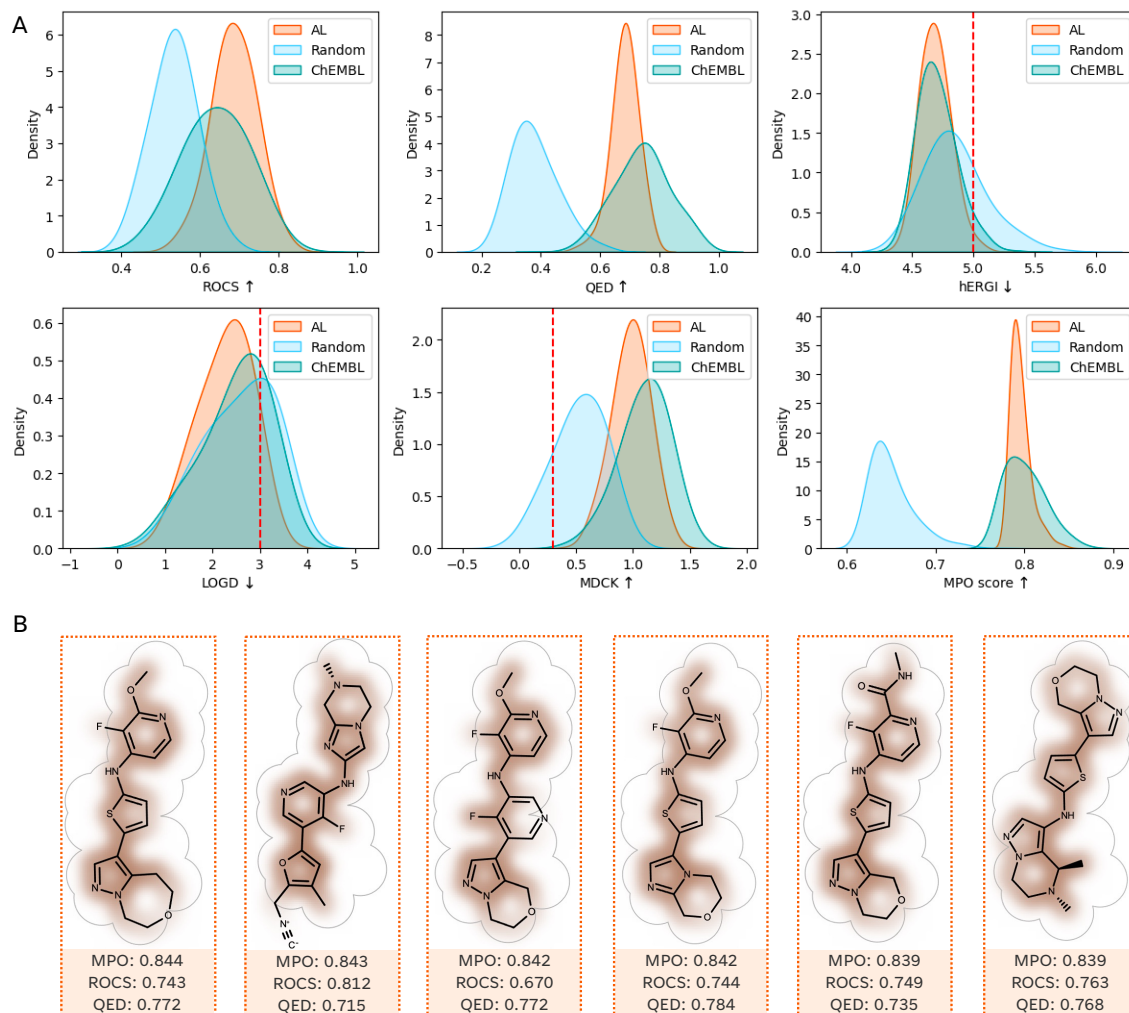 A
AL
Random
ChEMBL
Density
0
1
2
3
4
5
6
0.4
0.6
0.8
1.0
ROCS ↑
AL
Random
ChEMBL
Density
0
1
2
3
4
5
6
7
8
0.2
0.4
0.6
0.8
1.0
QED ↑
AL
Random
ChEMBL
Density
0.0
0.5
1.0
1.5
2.0
2.5
3.0
4.0
4.5
5.0
5.5
6.0
hERGI ↓
AL
Random
ChEMBL
Density
0.0
0.1
0.2
0.3
0.4
0.5
0.6
-1
0
1
2
3
4
5
LOGD ↓
AL
Random
ChEMBL
Density
0.0
0.5
1.0
1.5
2.0
-0.5
0.0
0.5
1.0
1.5
2.0
MDCK ↑
AL
Random
ChEMBL
Density
0
5
10
15
20
25
30
35
40
0.6
0.7
0.8
0.9
MPO score ↑
B
O
N
F
HN
S
N
N
O
MPO: 0.844
ROCS: 0.743
QED: 0.772
N
N
N
NH
N
F
O
N+
C-
MPO: 0.843
ROCS: 0.812
QED: 0.715
O
N
F
HN
F
N
N
N
O
MPO: 0.842
ROCS: 0.670
QED: 0.772
O
N
F
HN
S
N
N
O
MPO: 0.842
ROCS: 0.744
QED: 0.784
NH
O
N
F
HN
S
N
N
O
MPO: 0.839
ROCS: 0.749
QED: 0.735
O
N
N
S
NH
N
N
N
MPO: 0.839
ROCS: 0.763
QED: 0.768